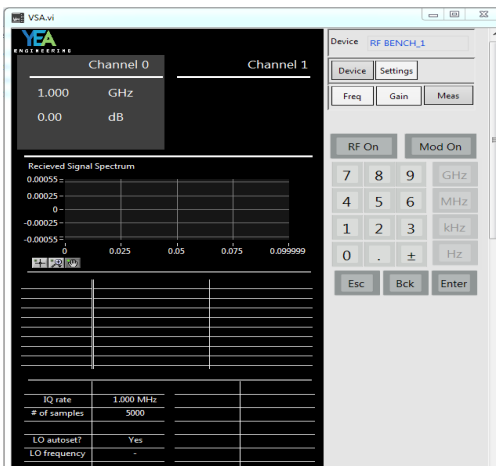 VSA.vi
YEA
ENGINEERING
Device RF BENCH_1
Channel 0 Channel 1
Device Settings
1.000 GHz
Freq Gain Meas
0.00 dB
RF On Mod On
Recieved Signal Spectrum
7 8 9 GHz
0.00055
0.00025
4 5 6 MHz
0
-0.00025
1 2 3 kHz
-0.00055
0 0.025 0.05 0.075 0.099999
0 . ± Hz
Esc Bck Enter
IQ rate 1.000 MHz
# of samples 5000
LO autoset? Yes
LO frequency -